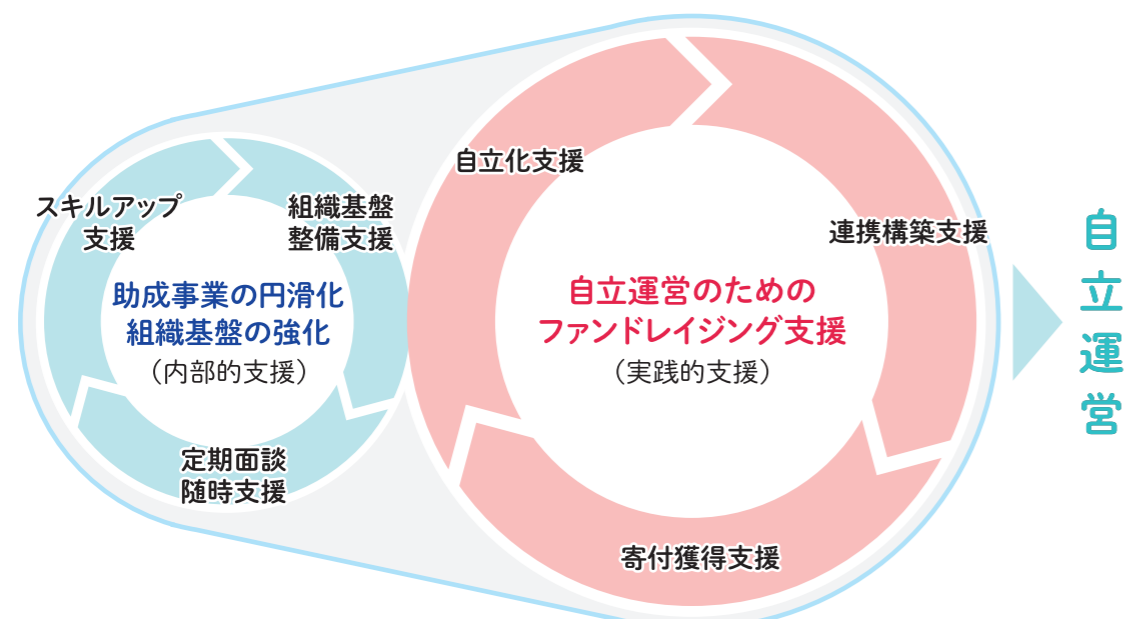 スキルアップ
支援
組織基盤
整備支援
助成事業の円滑化
組織基盤の強化
（内部的支援）
定期面談
随時支援
自立化支援
連携構築支援
自立運営のための
ファンドレイジング支援
（実践的支援）
寄付獲得支援
自立運営